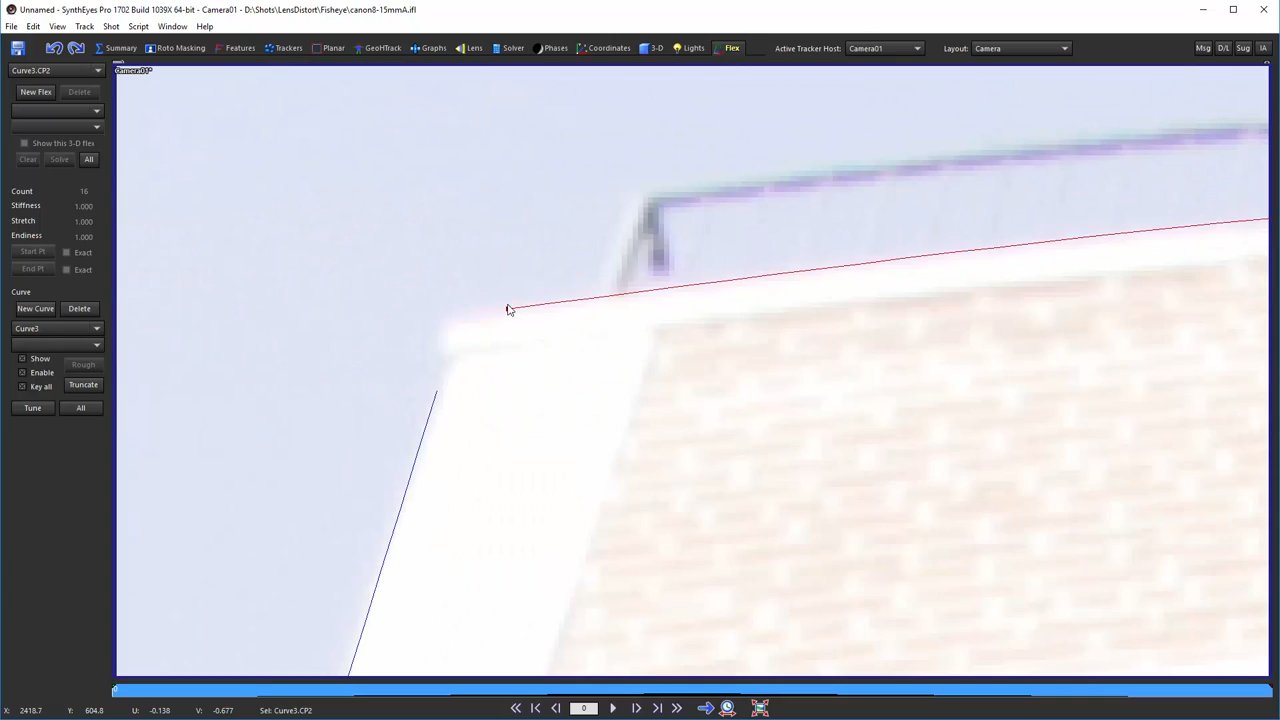 Unnamed - SynthEyes Pro 1702 Build 1039X 64-bit - Camera01 - D:\Shots\LensDistort\Fisheye\canon8-15mmA.ifl
File Edit View Track Shot Script Window Help
Summary Roto Masking Features Trackers Planar GeoHTrack Graphs Lens Solver Phases Coordinates 3-D Lights Flex Active Tracker Host: Camera01 Layout: Camera Msg D/L Sug IA
Curve3.CP2
Camera01*
New Flex Delete
Show this 3-D flex
Clear Solve All
Count 16
Stiffness 1.000
Stretch 1.000
Endiness 1.000
Start Pt Exact
End Pt Exact
Curve
New Curve Delete
Curve3
Show Rough
Enable
Key all Truncate
Tune All
0
X: 2418.7 Y: 604.8 U: -0.138 V: -0.677 Sel: Curve3.CP2 0